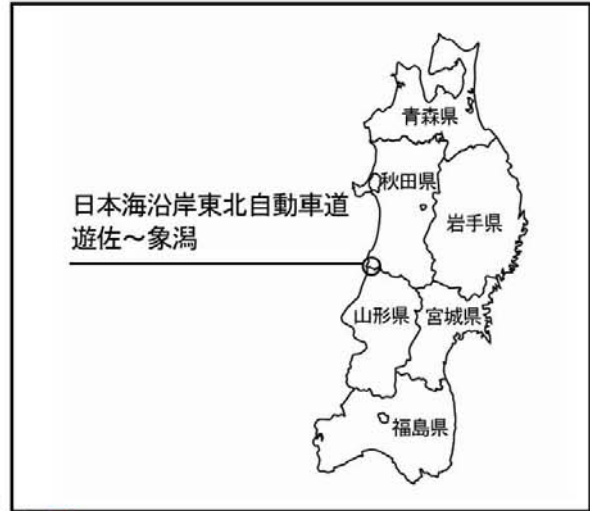 青森県
秋田県
日本海沿岸東北自動車道
遊佐～象潟
岩手県
山形県
宮城県
福島県